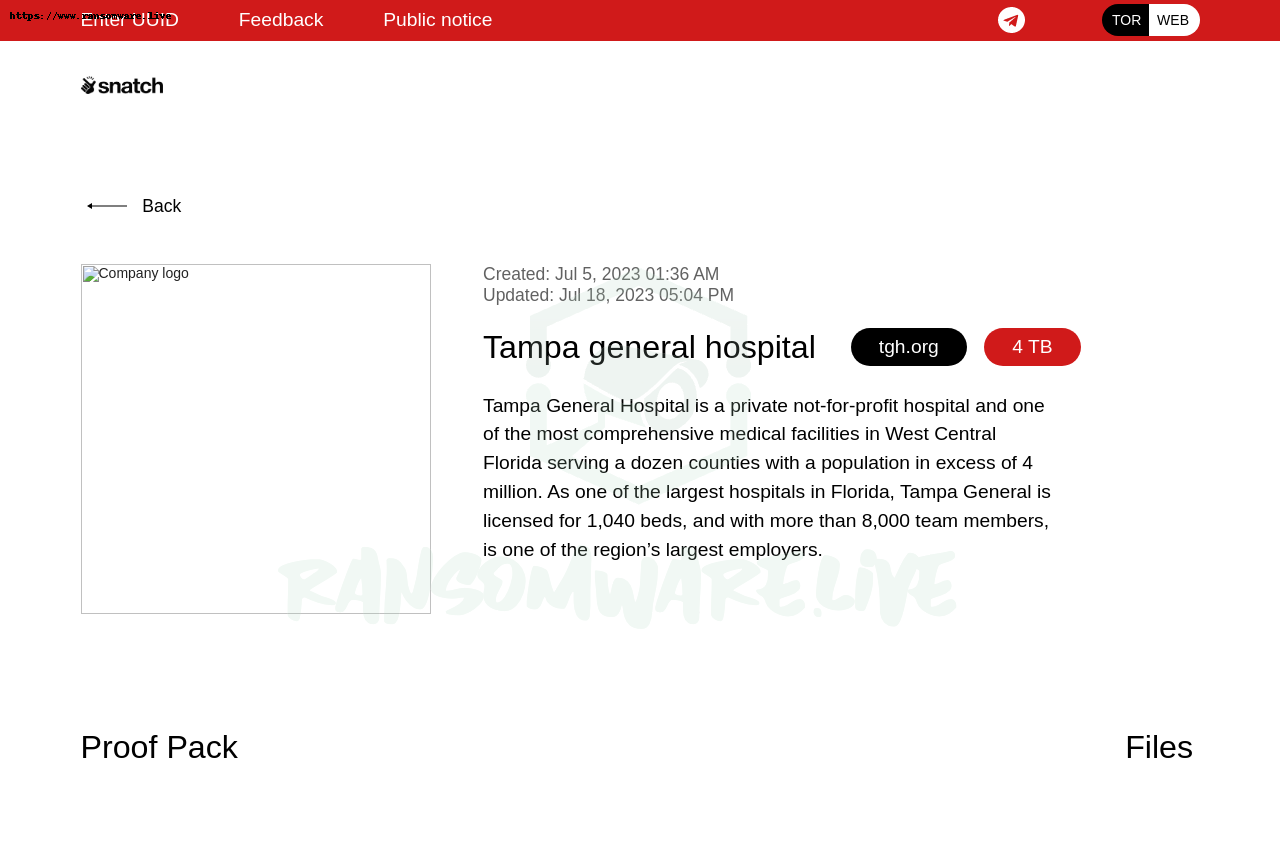 https://www.ransomware.live
Enter UUID
Feedback
Public notice
TOR
WEB
snatch
Back
Company logo
Created: Jul 5, 2023 01:36 AM
Updated: Jul 18, 2023 05:04 PM
Tampa general hospital
tgh.org
4 TB
Tampa General Hospital is a private not-for-profit hospital and one
of the most comprehensive medical facilities in West Central
Florida serving a dozen counties with a population in excess of 4
million. As one of the largest hospitals in Florida, Tampa General is
licensed for 1,040 beds, and with more than 8,000 team members,
is one of the region’s largest employers.
RANSOMWARE.LiVE
Proof Pack
Files